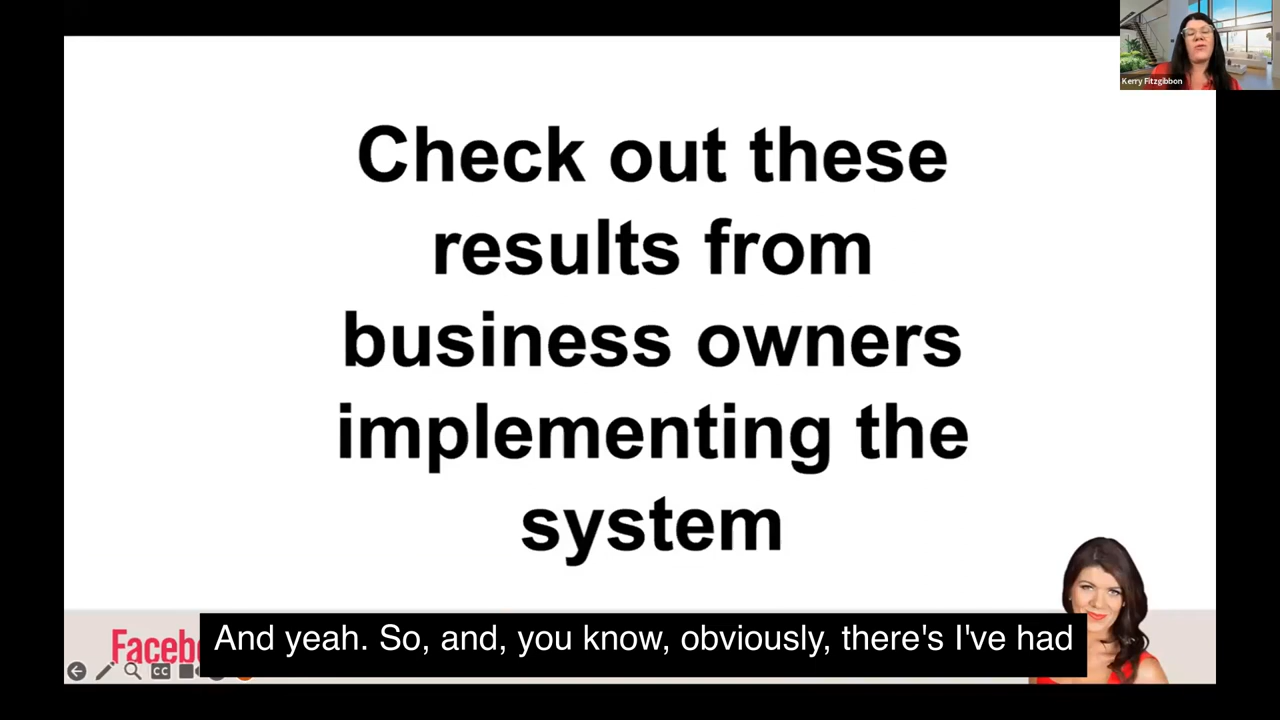 Kerry Fitzgibbon
Check out these
results from
business owners
implementing the
system
And yeah. So, and, you know, obviously, there's I've had
CC